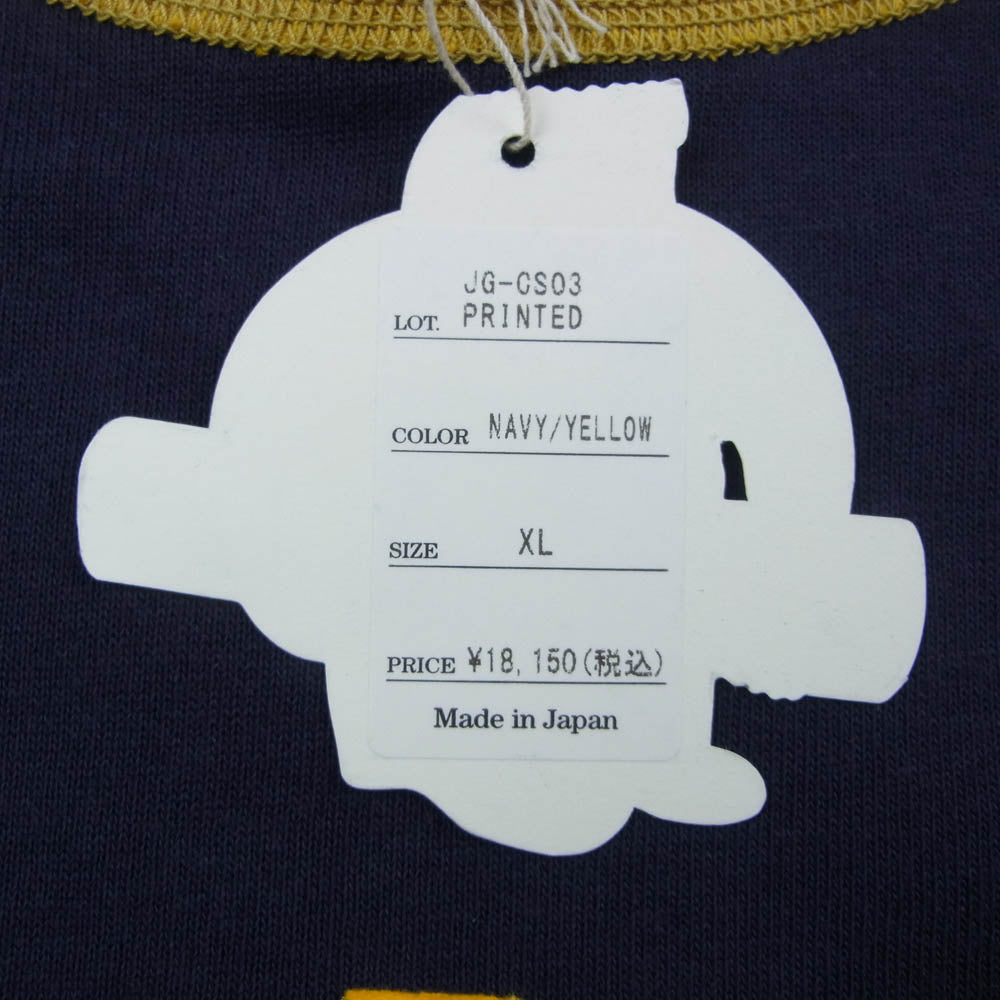 JG-CS03
LOT. PRINTED
COLOR NAVY/YELLOW
SIZE XL
PRICE ¥18,150(税込)
Made in Japan